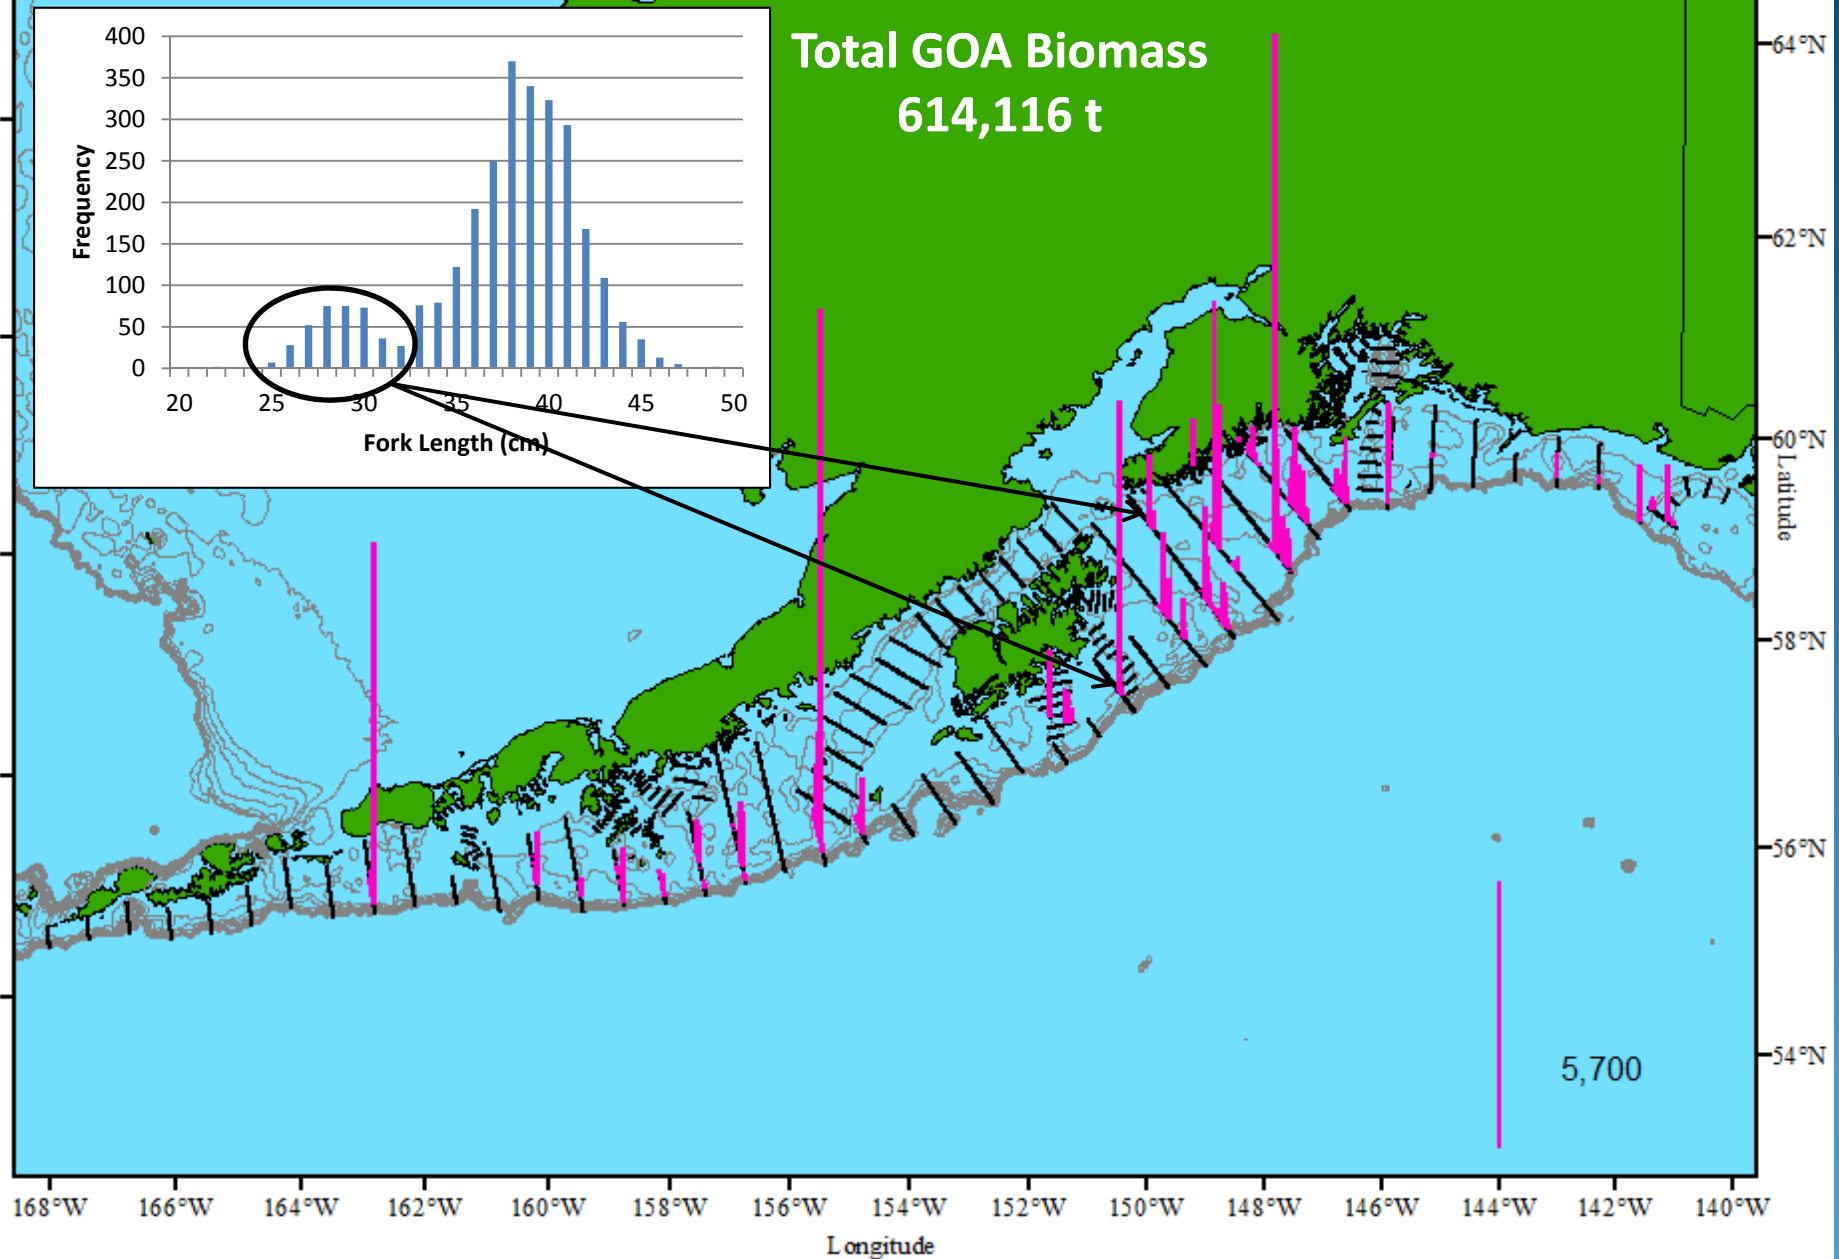 Total GOA Biomass
614,116 t
400
350
300
250
200
150
100
50
0
Frequency
20 25 30 35 40 45 50
Fork Length (cm)
64°N
62°N
60°N
Latitude
58°N
56°N
54°N
5,700
168°W 166°W 164°W 162°W 160°W 158°W 156°W 154°W 152°W 150°W 148°W 146°W 144°W 142°W 140°W
Longitude